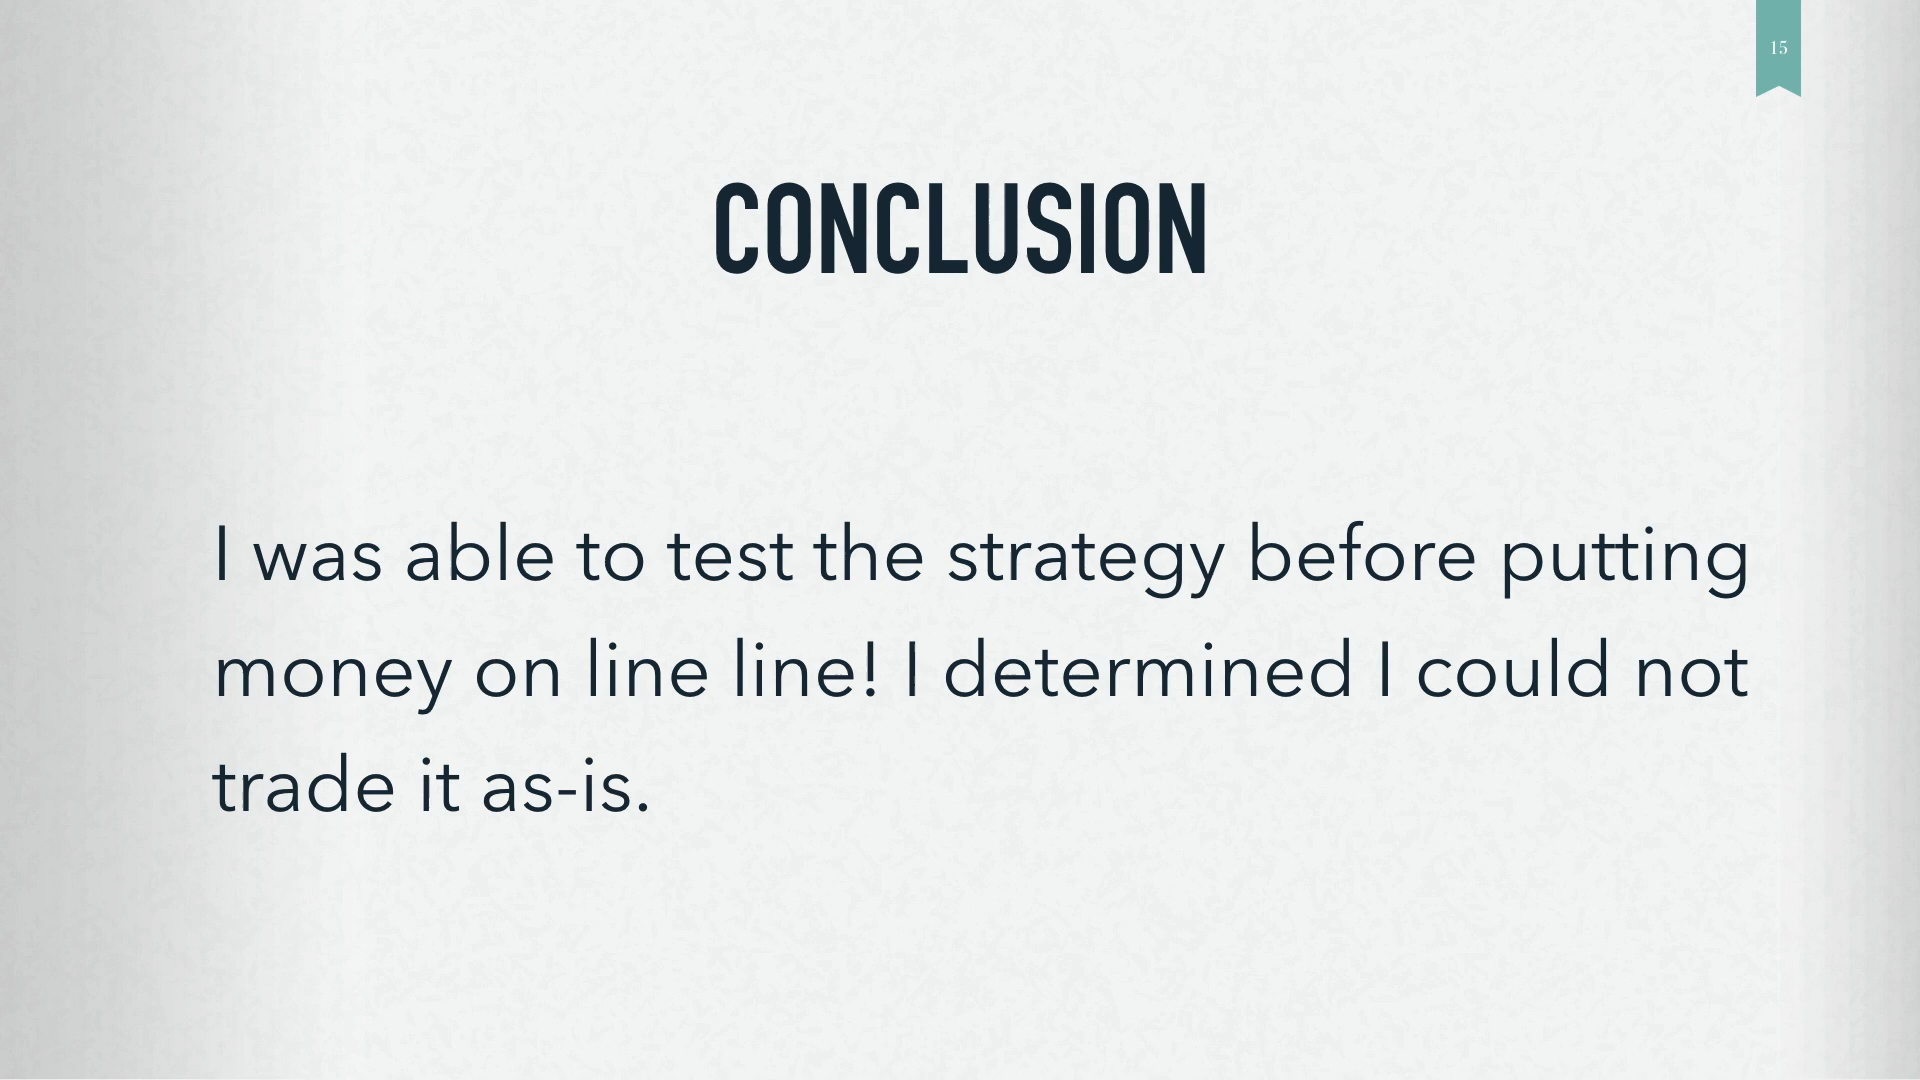 15
CONCLUSION
I was able to test the strategy before putting
money on line line! I determined I could not
trade it as-is.